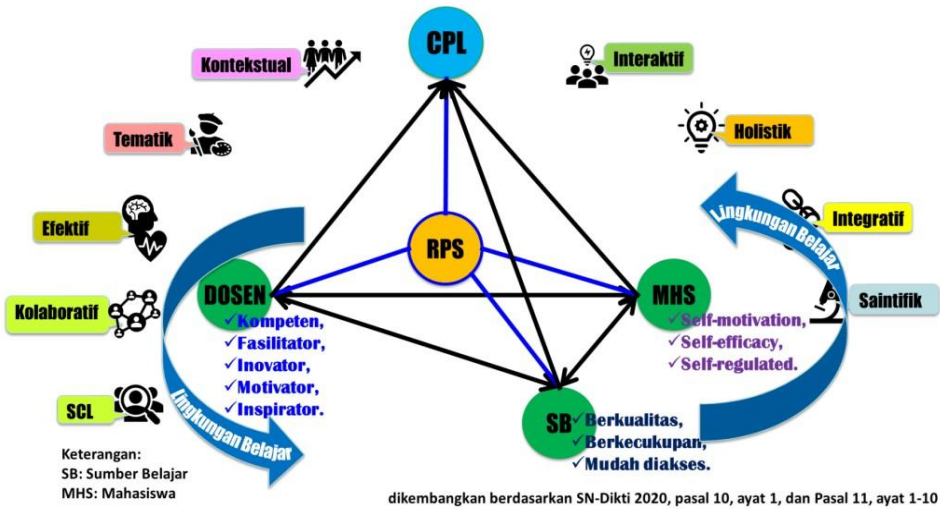 CPL
Kontekstual
Interaktif
Tematik
Holistik
Efektif
RPS
Lingkungan Belajar
Integratif
Kolaboratif
DOSEN
MHS
Saintifik
✓Kompeten,
✓Fasilitator,
✓Inovator,
✓Motivator,
✓Inspirator.
✓Self-motivation,
✓Self-efficacy,
✓Self-regulated.
SCL
Lingkungan Belajar
SB
✓Berkualitas,
✓Berkecukupan,
✓Mudah diakses.
Keterangan:
SB: Sumber Belajar
MHS: Mahasiswa
dikembangkan berdasarkan SN-Dikti 2020, pasal 10, ayat 1, dan Pasal 11, ayat 1-10